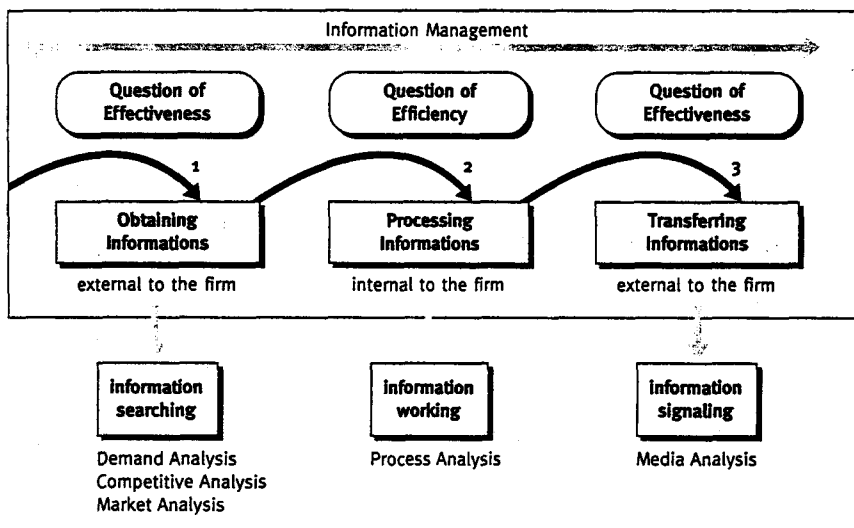 Information Management
Question of
Effectiveness
Question of
Efficiency
Question of
Effectiveness
1
2
3
Obtaining
Informations
Processing
Informations
Transferring
Informations
external to the firm
internal to the firm
external to the firm
information
searching
information
working
information
signaling
Demand Analysis
Competitive Analysis
Market Analysis
Process Analysis
Media Analysis